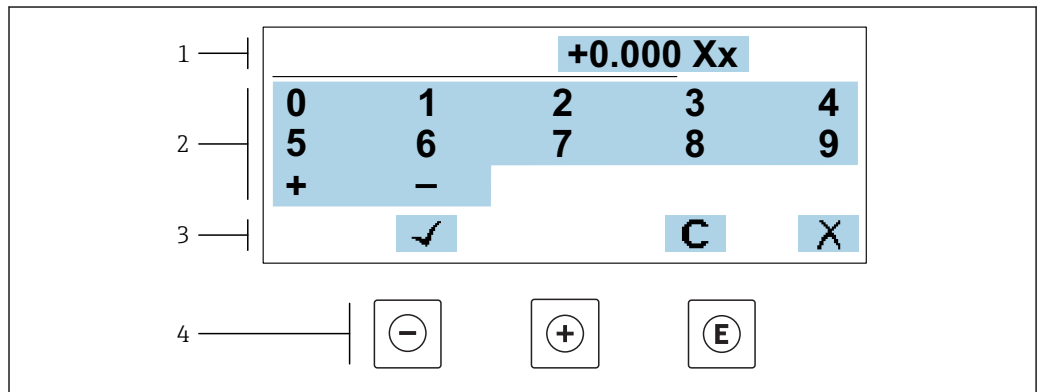 1 +0.000 Xx
0 1 2 3 4
2 5 6 7 8 9
+ −
3 ✓ C X
4 − + E